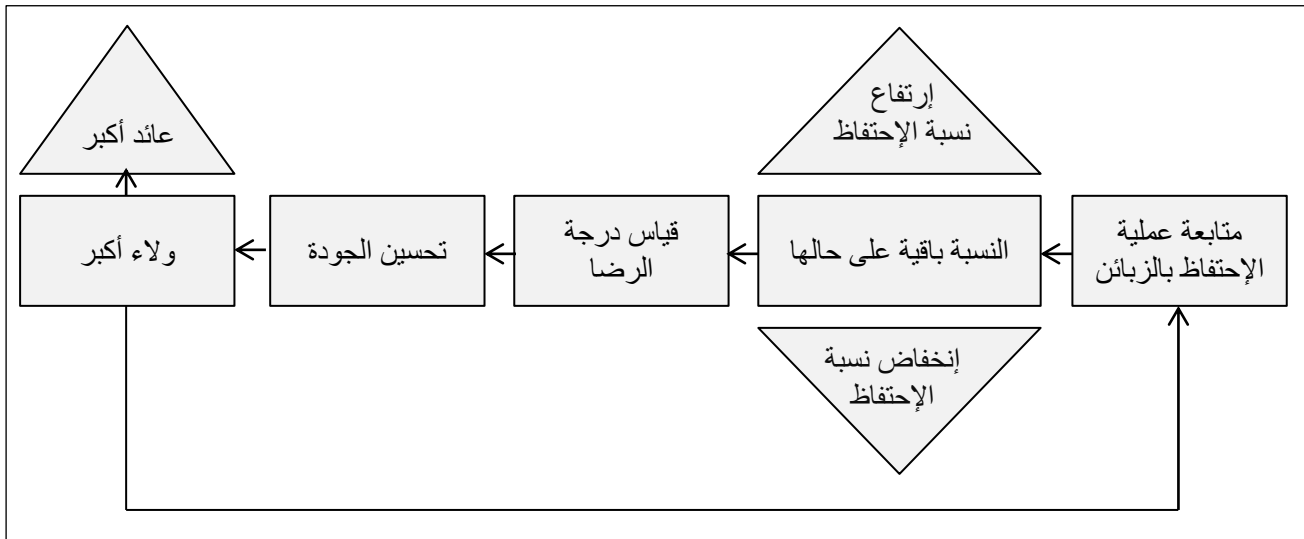 إرتفاع
نسبة الإحتفاظ
عائد أكبر
متابعة عملية
الإحتفاظ بالزبائن
النسبة باقية على حالها
قياس درجة
الرضا
تحسين الجودة
ولاء أكبر
إنخفاض نسبة
الإحتفاظ